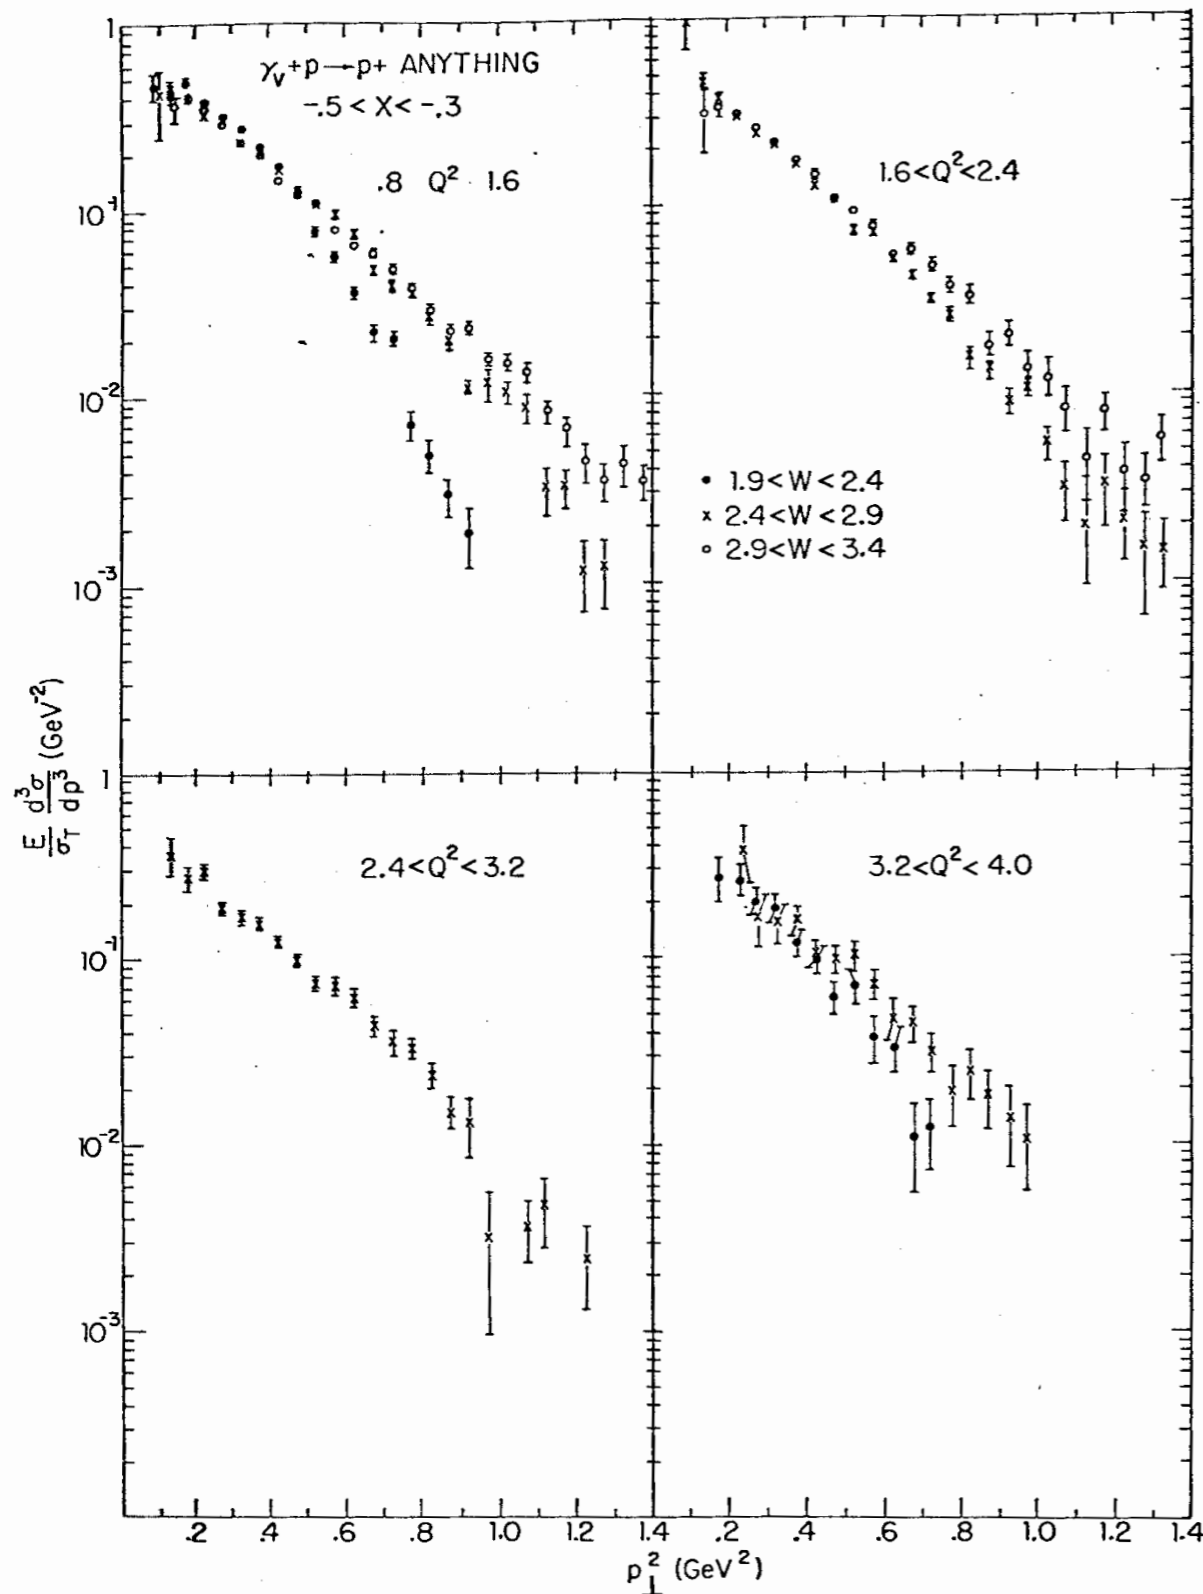 γᵥ+p→p+ ANYTHING
-.5 < X < -.3
.8 Q² 1.6
1.6<Q²<2.4
• 1.9<W<2.4
x 2.4<W<2.9
o 2.9<W<3.4
2.4<Q²<3.2
3.2<Q²<4.0
1
10⁻¹
10⁻²
10⁻³
1
10⁻¹
10⁻²
10⁻³
E/σ_T d³σ/dp³ (GeV⁻²)
.2 .4 .6 .8 1.0 1.2 1.4 .2 .4 .6 .8 1.0 1.2 1.4
p⊥² (GeV²)